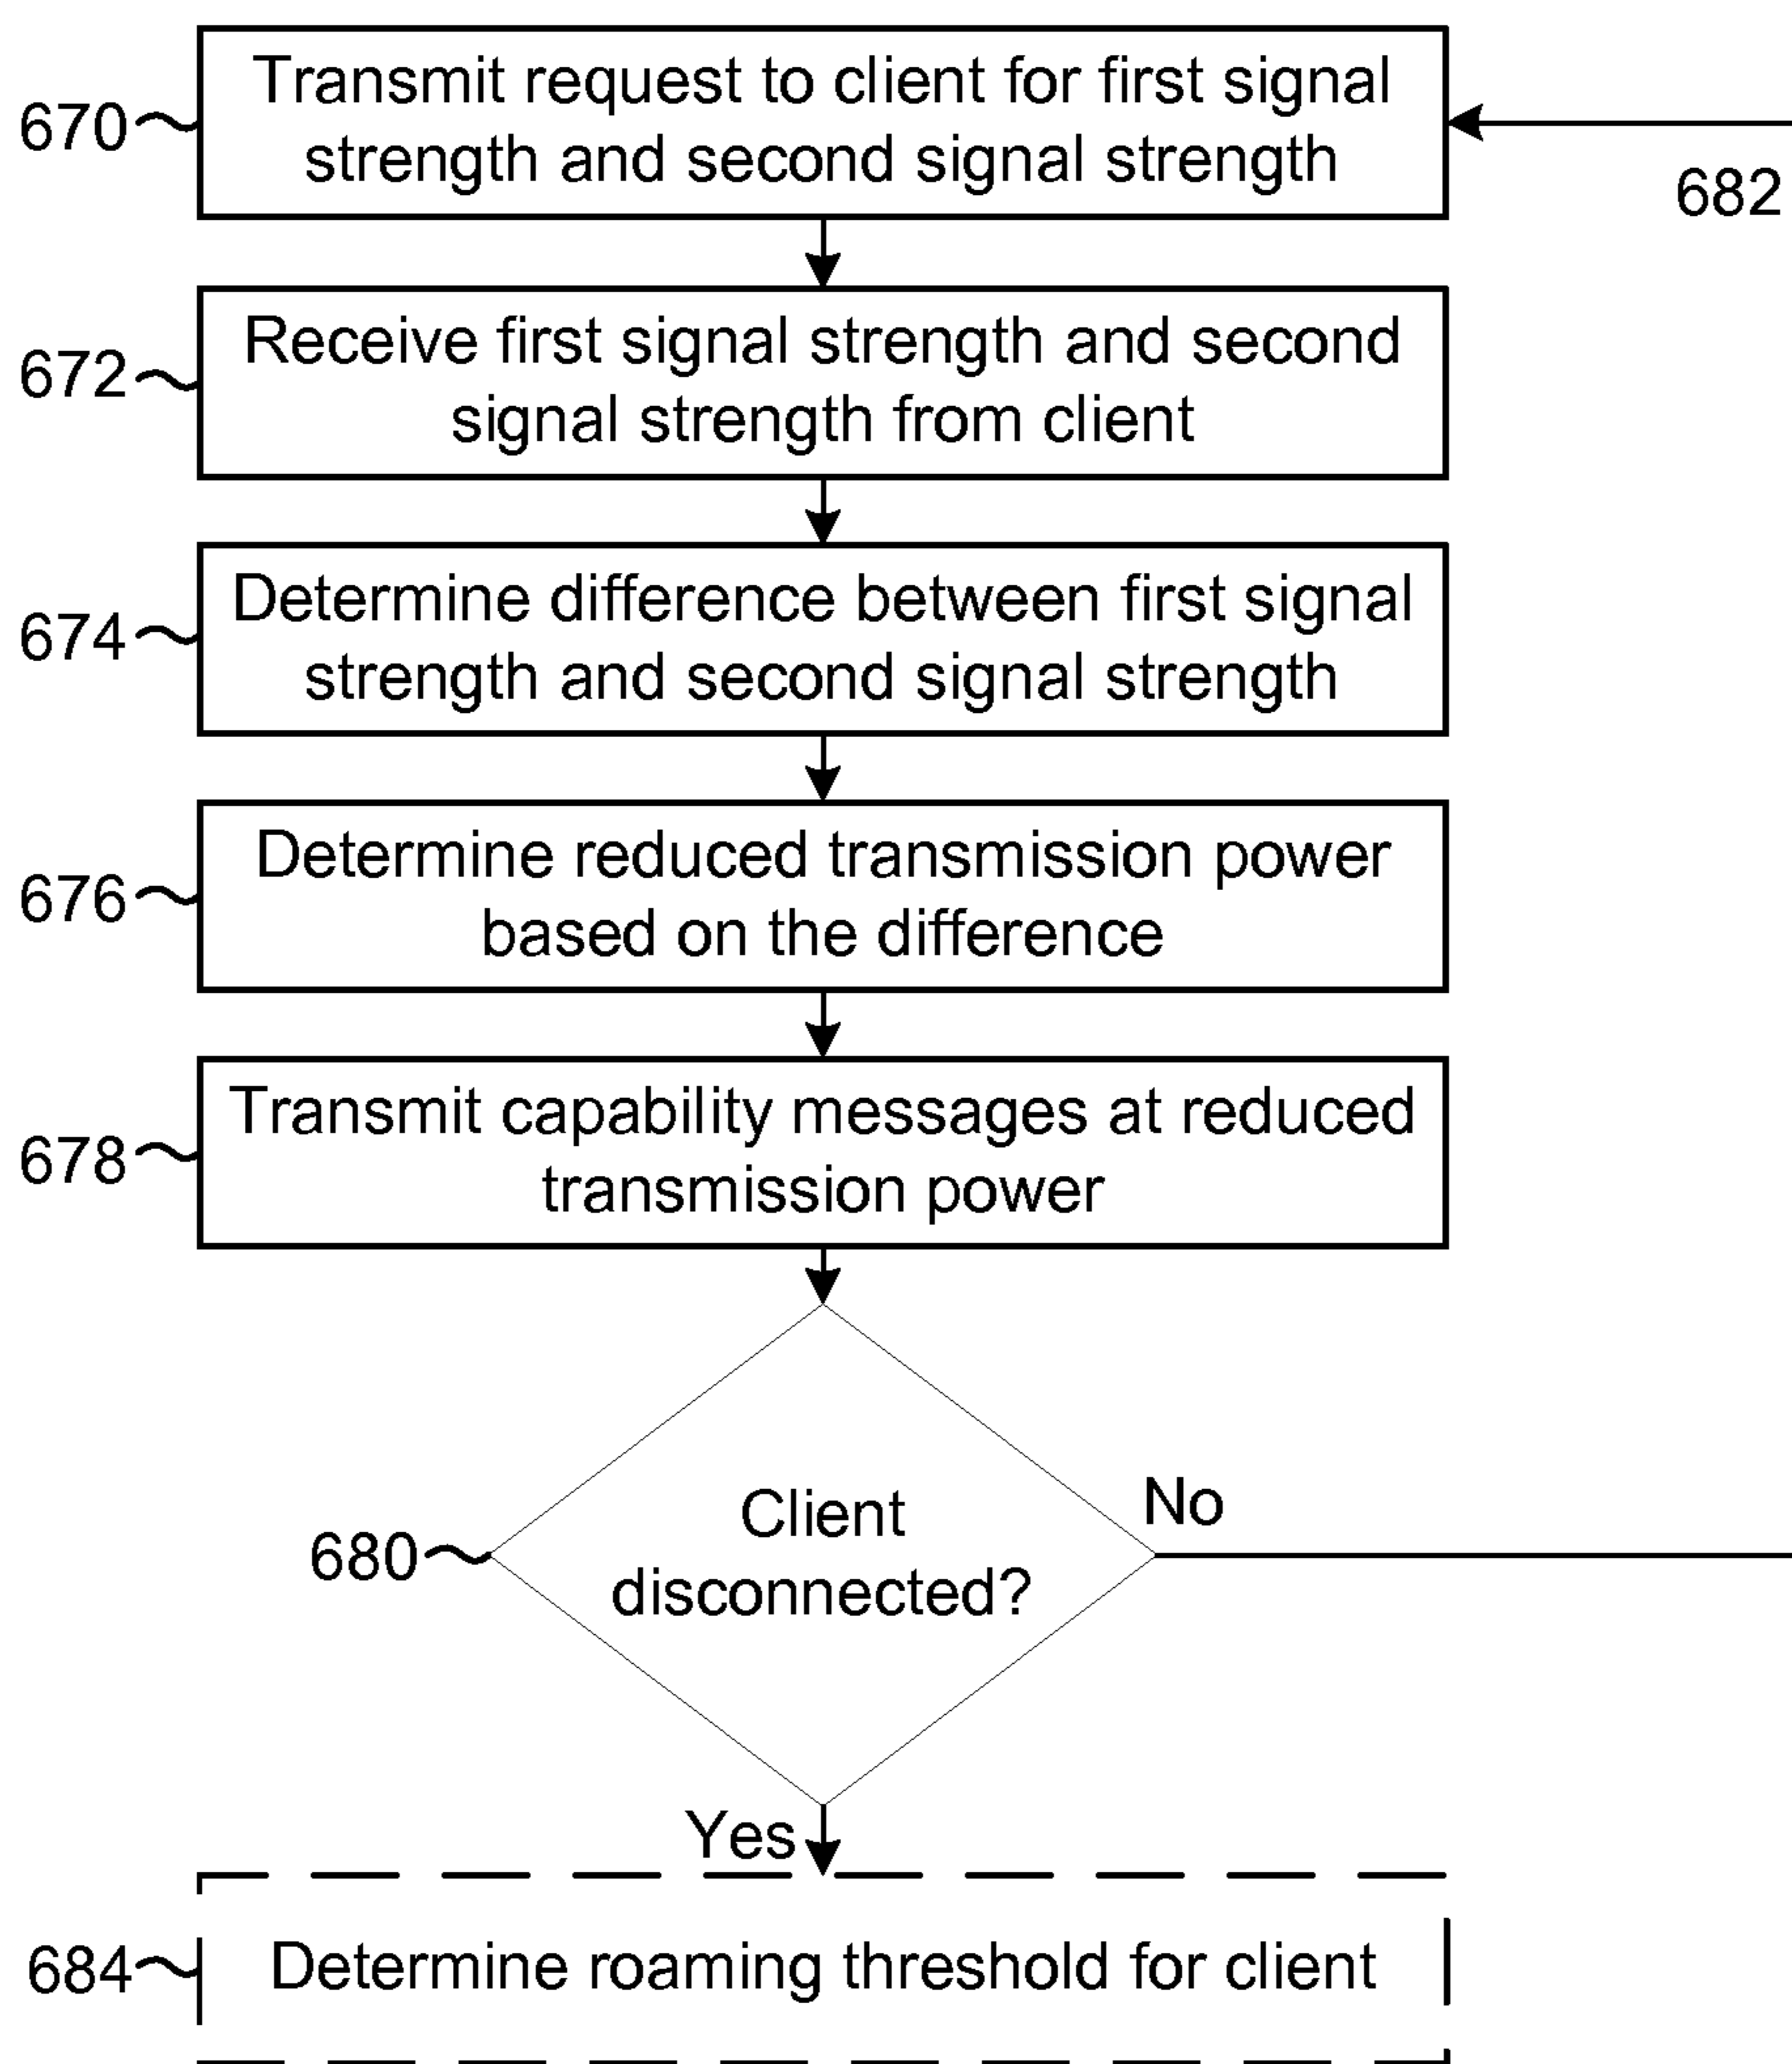 Transmit request to client for first signal
strength and second signal strength
670
682
Receive first signal strength and second
signal strength from client
672
Determine difference between first signal
strength and second signal strength
674
Determine reduced transmission power
based on the difference
676
Transmit capability messages at reduced
transmission power
678
Client
disconnected?
680
No
Yes
684
Determine roaming threshold for client